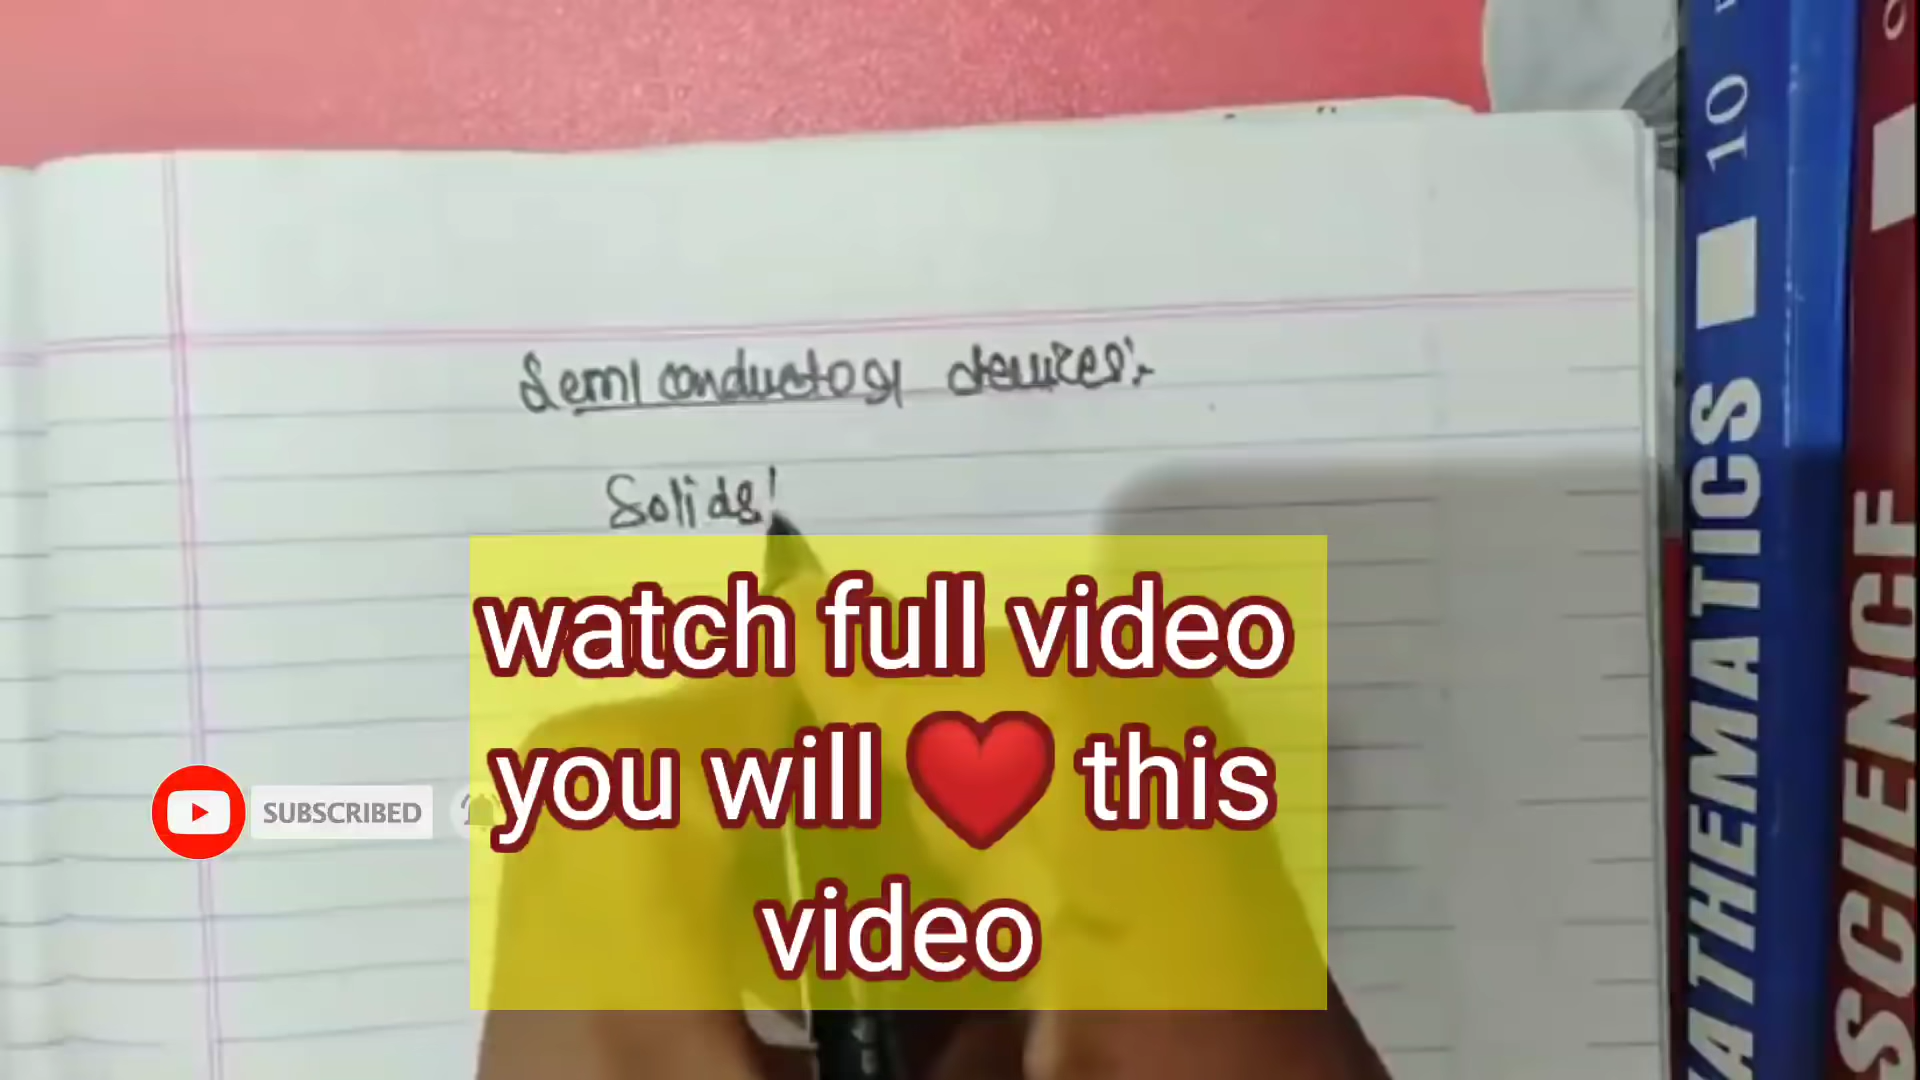 Semiconductor devices:-
Solids:
watch full video
you will ❤️ this
video
SUBSCRIBED
MATHEMATICS 10
SCIENCE